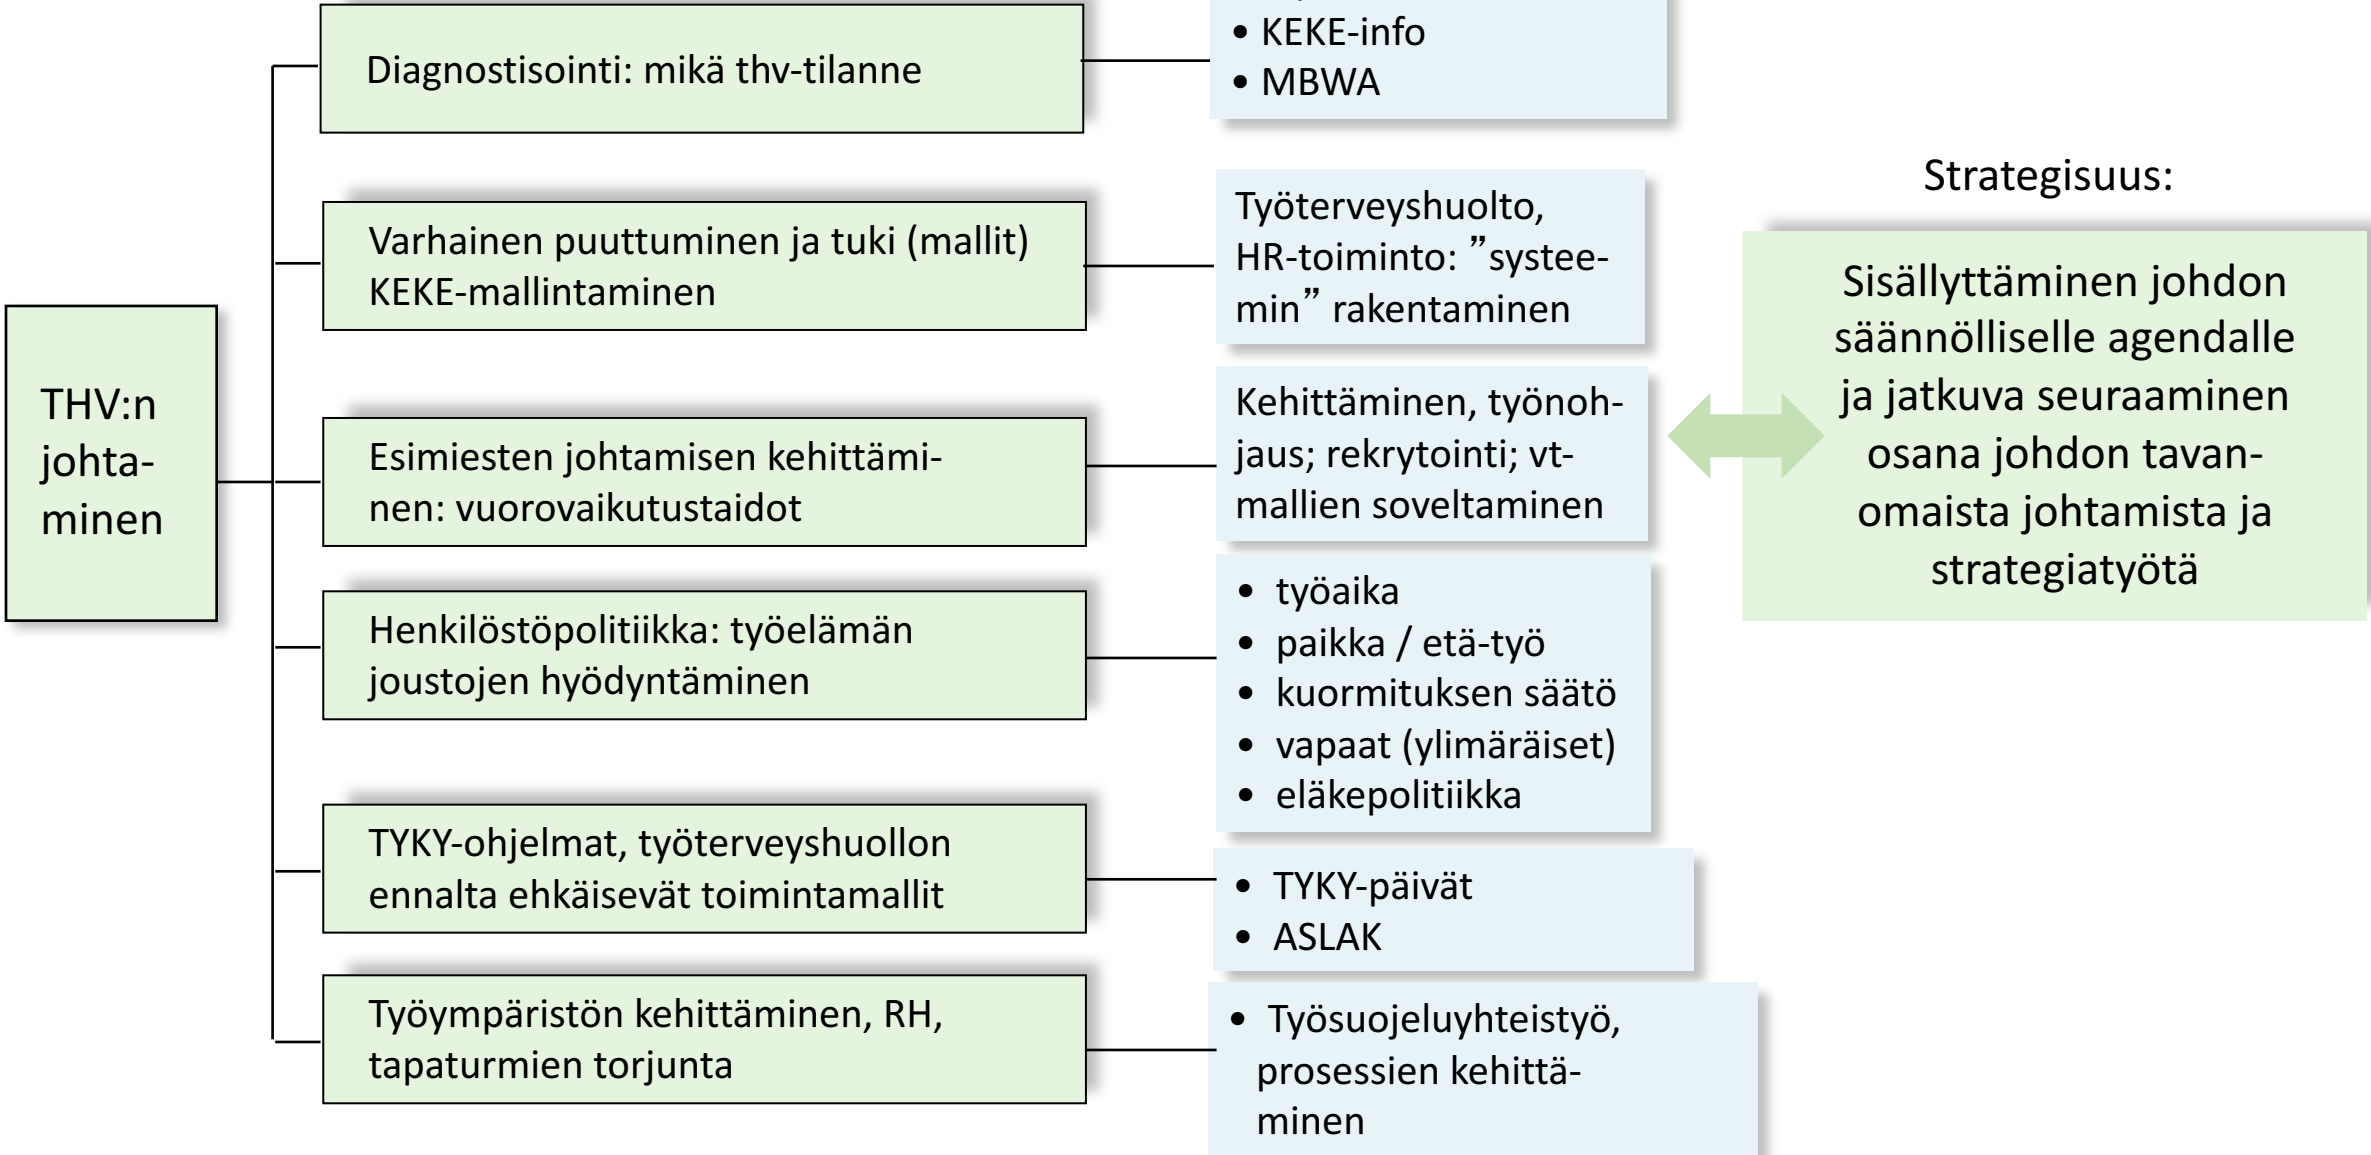 Diagnostisointi: mikä thv-tilanne
• KEKE-info
• MBWA
Varhainen puuttuminen ja tuki (mallit)
KEKE-mallintaminen
Työterveyshuolto,
HR-toiminto: ”systee-
min” rakentaminen
THV:n
johta-
minen
Esimiesten johtamisen kehittämi-
nen: vuorovaikutustaidot
Kehittäminen, työnoh-
jaus; rekrytointi; vt-
mallien soveltaminen
Henkilöstöpolitiikka: työelämän
joustojen hyödyntäminen
• työaika
• paikka / etä-työ
• kuormituksen säätö
• vapaat (ylimäräiset)
• eläkepolitiikka
TYKY-ohjelmat, työterveyshuollon
ennalta ehkäisevät toimintamallit
• TYKY-päivät
• ASLAK
Työympäristön kehittäminen, RH,
tapaturmien torjunta
• Työsuojeluyhteistyö,
prosessien kehittä-
minen
Strategisuus:
Sisällyttäminen johdon
säännölliselle agendalle
ja jatkuva seuraaminen
osana johdon tavan-
omaista johtamista ja
strategiatyötä